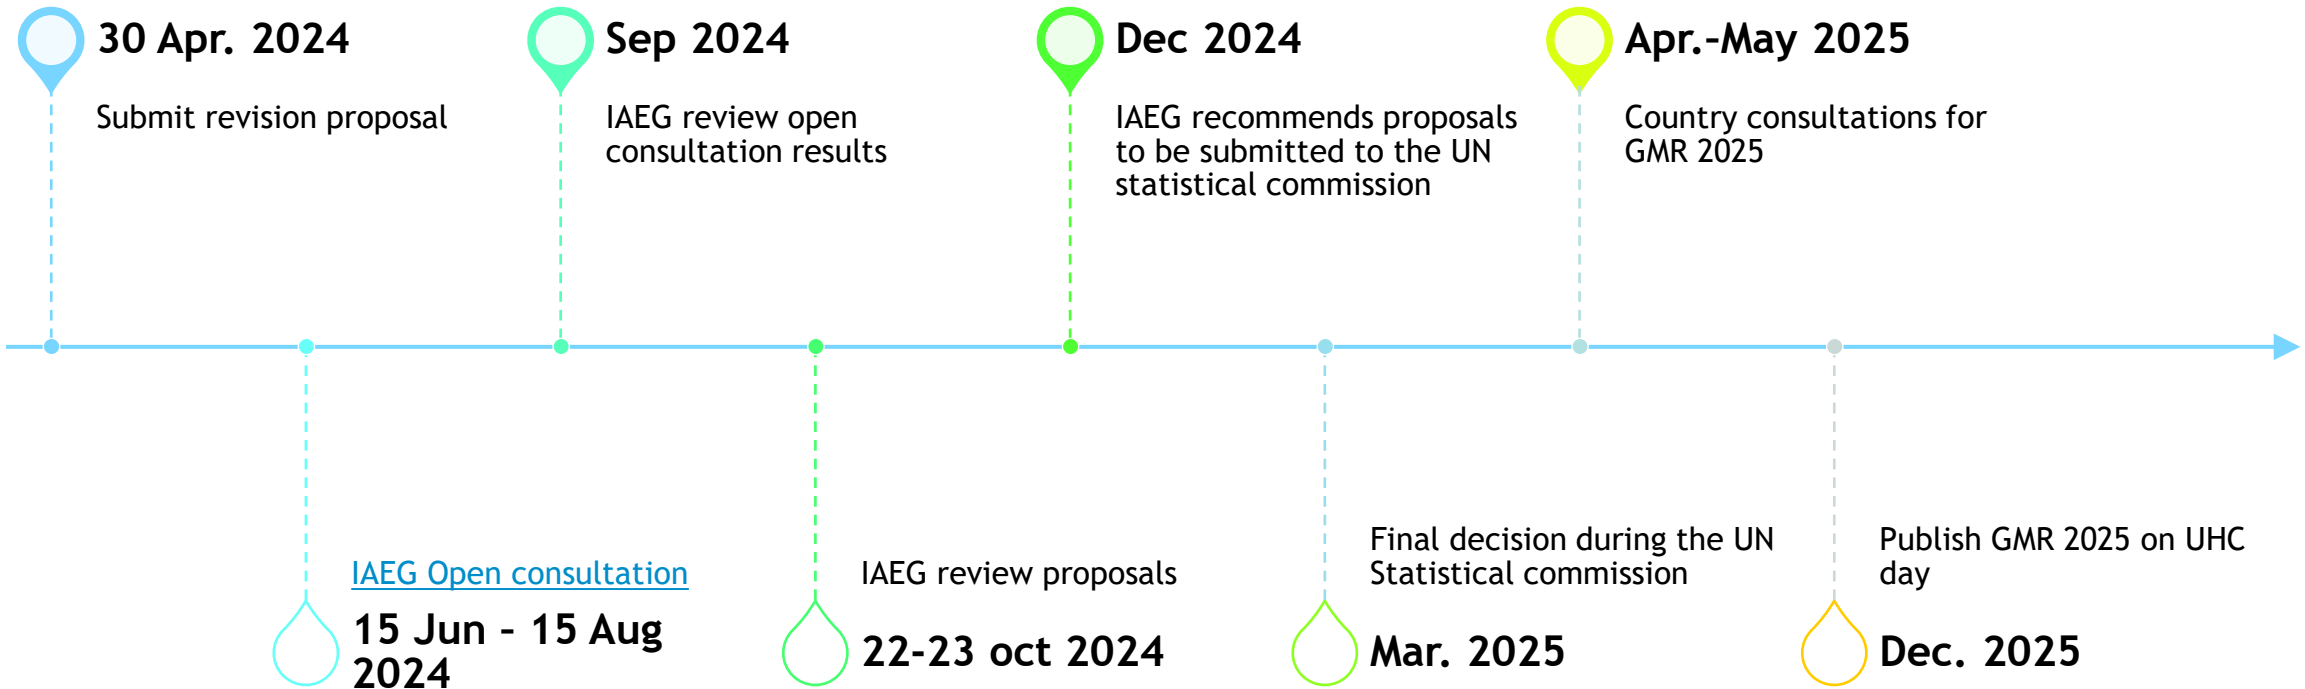 30 Apr. 2024
Submit revision proposal
Sep 2024
IAEG review open
consultation results
Dec 2024
IAEG recommends proposals
to be submitted to the UN
statistical commission
Apr.–May 2025
Country consultations for
GMR 2025
IAEG Open consultation
15 Jun – 15 Aug
2024
IAEG review proposals
22-23 oct 2024
Final decision during the UN
Statistical commission
Mar. 2025
Publish GMR 2025 on UHC
day
Dec. 2025